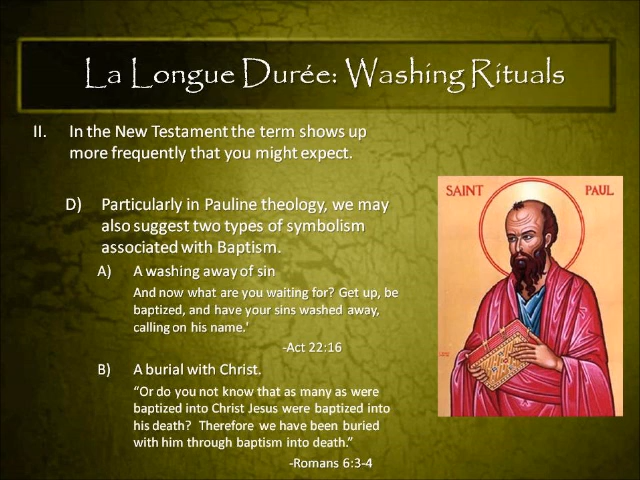 La Longue Durée: Washing Rituals
II. In the New Testament the term shows up
more frequently that you might expect.
D) Particularly in Pauline theology, we may
also suggest two types of symbolism
associated with Baptism.
A) A washing away of sin
And now what are you waiting for? Get up, be
baptized, and have your sins washed away,
calling on his name.'
-Act 22:16
B) A burial with Christ.
“Or do you not know that as many as were
baptized into Christ Jesus were baptized into
his death? Therefore we have been buried
with him through baptism into death.”
-Romans 6:3-4
SAINT PAUL